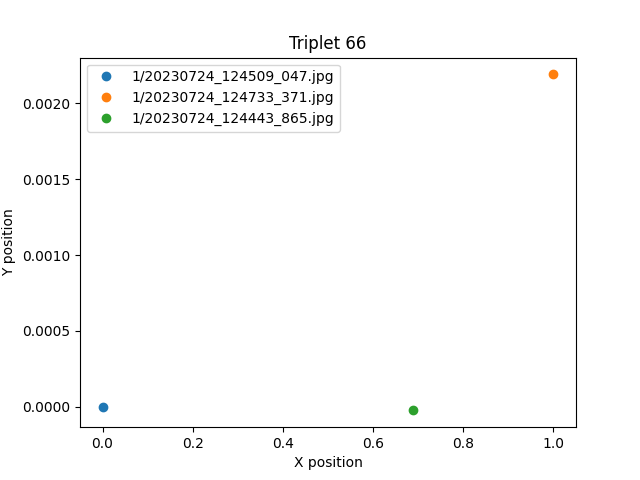 Triplet 66
1/20230724_124509_047.jpg
1/20230724_124733_371.jpg
1/20230724_124443_865.jpg
Y position
0.0020
0.0015
0.0010
0.0005
0.0000
0.0 0.2 0.4 0.6 0.8 1.0
X position